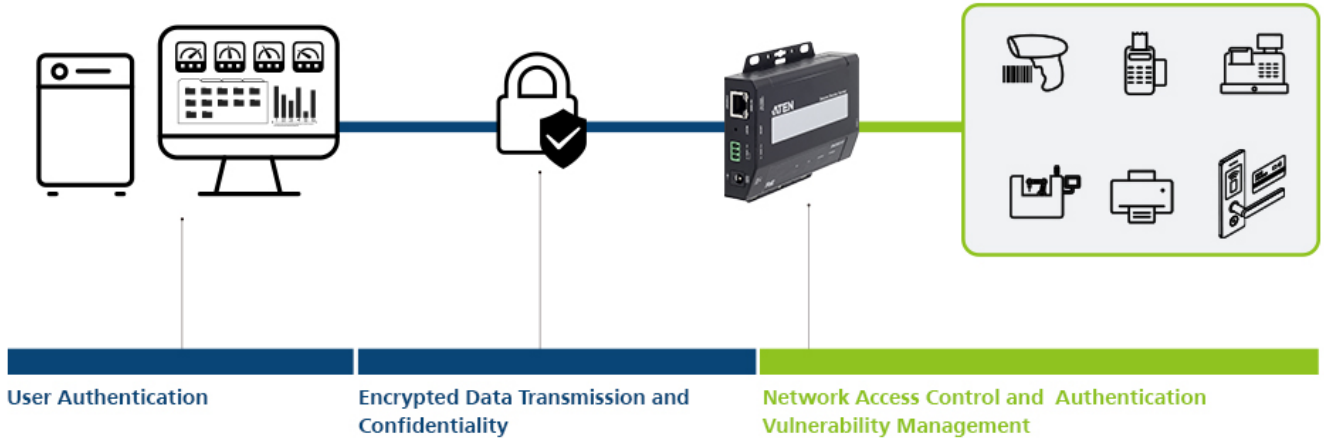 ATEN
User Authentication
Encrypted Data Transmission and
Confidentiality
Network Access Control and Authentication
Vulnerability Management